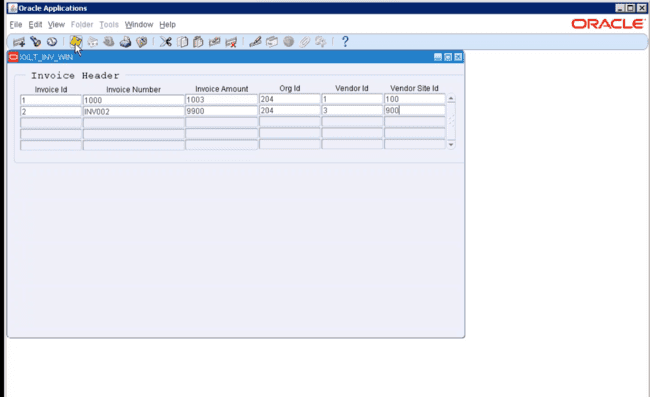 Oracle Applications
File Edit View Folder Tools Window Help
ORACLE
?
XXLT_INV_WIN
Invoice Header
Invoice Id Invoice Number Invoice Amount Org Id Vendor Id Vendor Site Id
1 1000 1003 204 1 100
2 INV002 9900 204 3 900